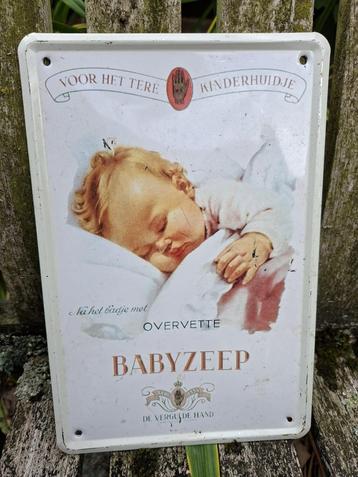 VOOR HET TERE KINDERHUIDJE
Na het badje met
OVERVETTE
BABYZEEP
DE VERGULDE HAND